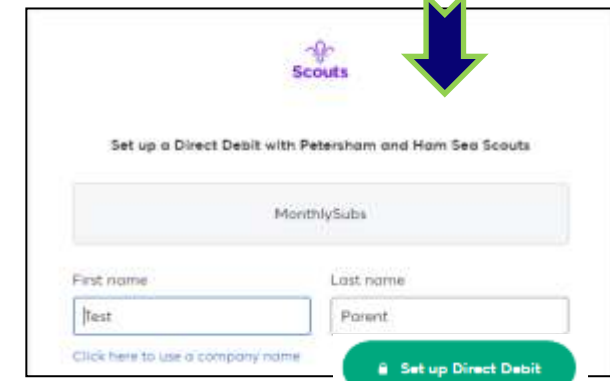 Scouts
Set up a Direct Debit with Petersham and Ham Sea Scouts
MonthlySubs
First name
Last name
Test
Parent
Click here to use a company name
Set up Direct Debit